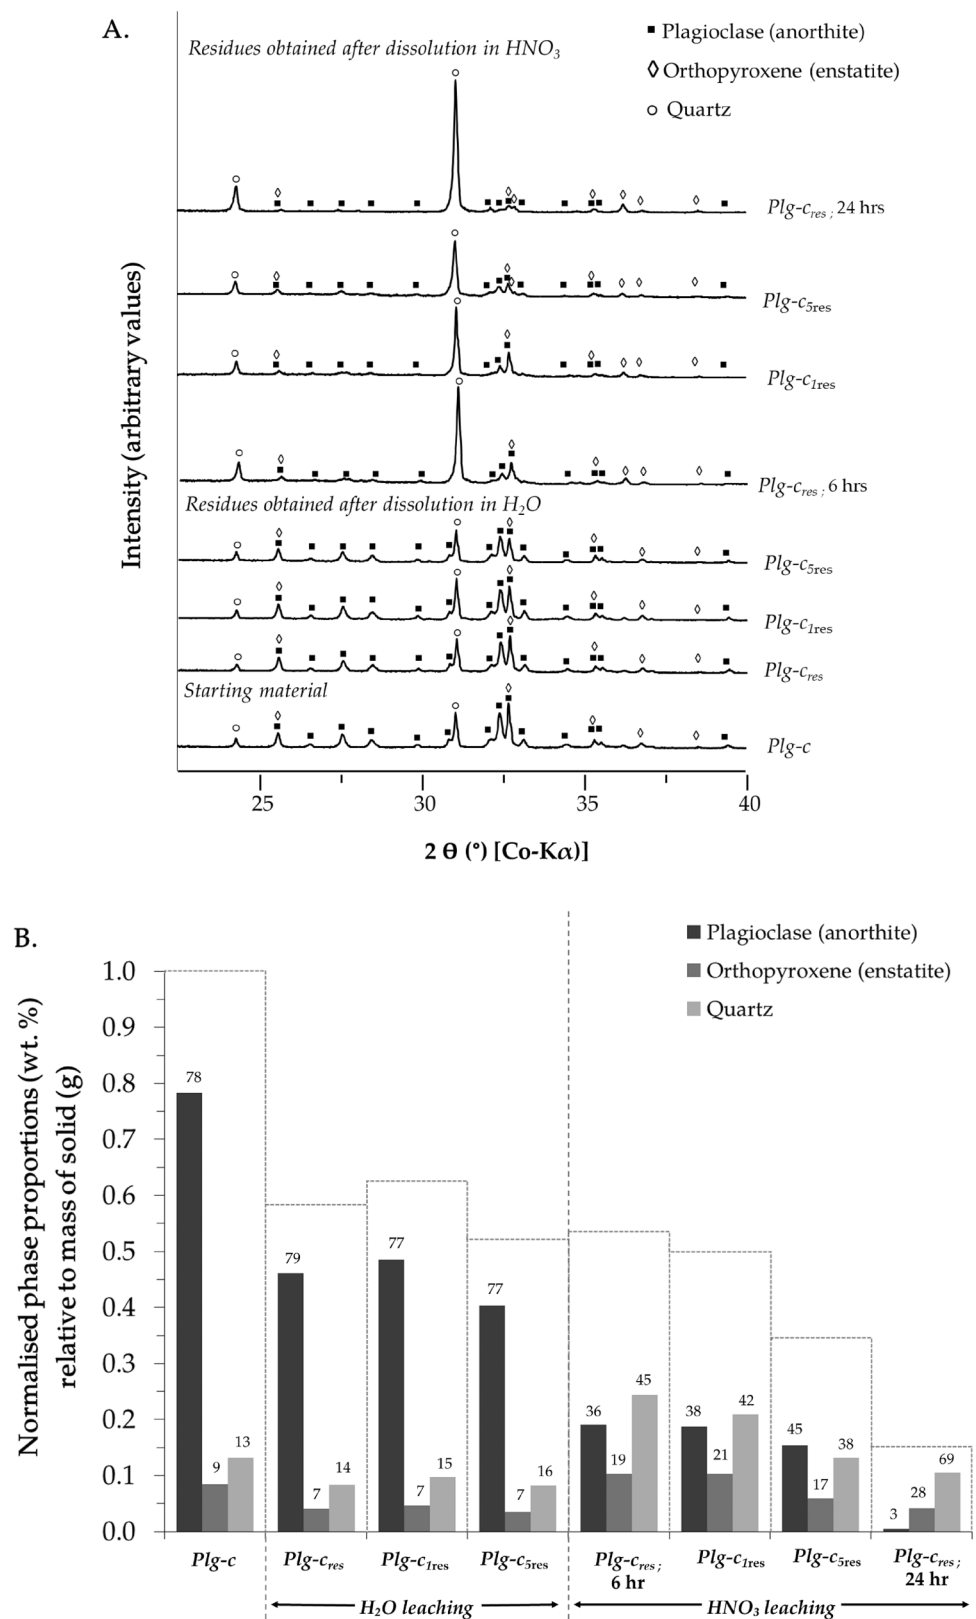 A.
Residues obtained after dissolution in HNO3
Plagioclase (anorthite)
Orthopyroxene (enstatite)
Quartz
Plg-cres ; 24 hrs
Plg-c5res
Plg-c1res
Plg-cres ; 6 hrs
Residues obtained after dissolution in H2O
Plg-c5res
Plg-c1res
Plg-cres
Starting material
Plg-c
Intensity (arbitrary values)
25 30 35 40
2 Θ (°) [Co-Kα)]
B.
Plagioclase (anorthite)
Orthopyroxene (enstatite)
Quartz
Normalised phase proportions (wt. %)
relative to mass of solid (g)
1.0
0.9
0.8
0.7
0.6
0.5
0.4
0.3
0.2
0.1
0.0
78 9 13
79 7 14
77 7 15
77 7 16
36 19 45
38 21 42
45 17 38
3 28 69
Plg-c Plg-cres Plg-c1res Plg-c5res Plg-cres ; 6 hr Plg-c1res Plg-c5res Plg-cres ; 24 hr
H2O leaching HNO3 leaching